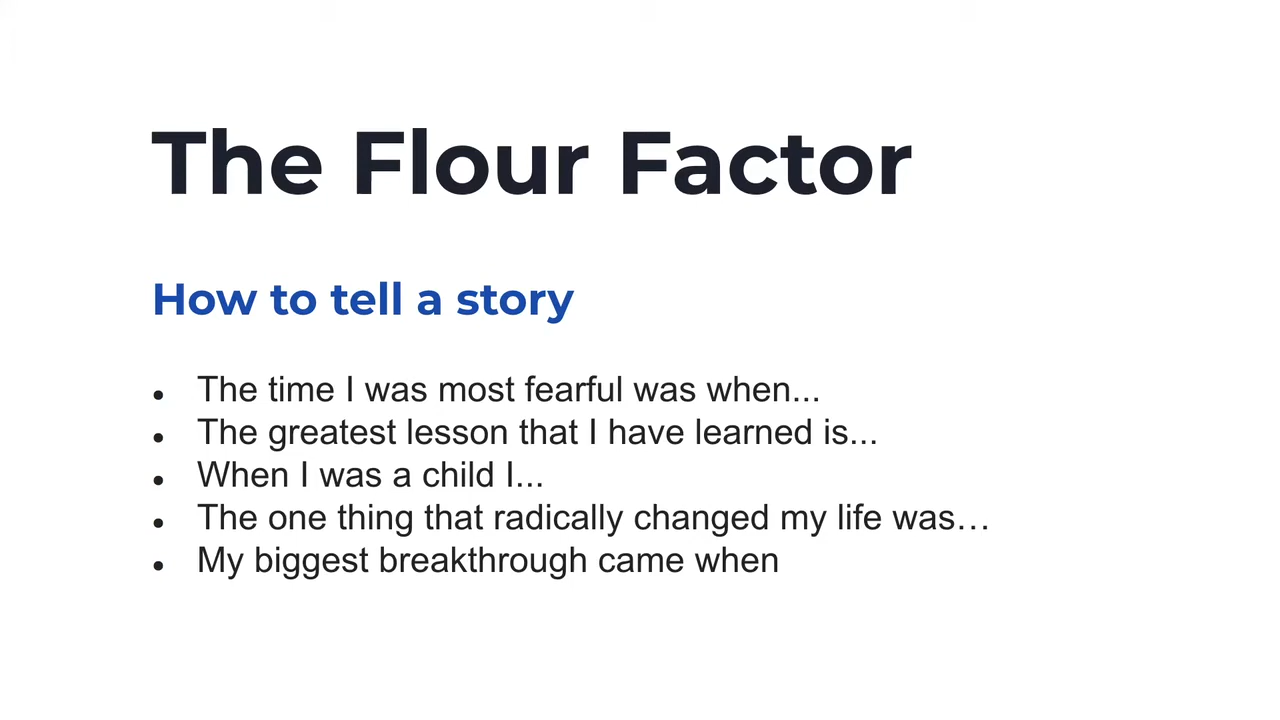 The Flour Factor
How to tell a story
• The time I was most fearful was when...
• The greatest lesson that I have learned is...
• When I was a child I...
• The one thing that radically changed my life was…
• My biggest breakthrough came when